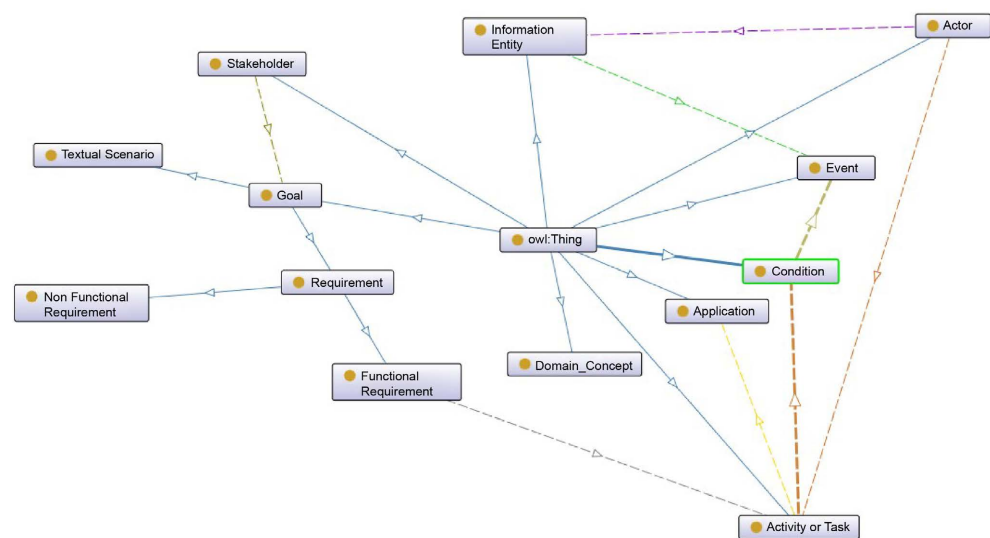 Actor
Information
Entity
Stakeholder
Textual Scenario
Event
Goal
owl:Thing
Condition
Requirement
Non Functional
Requirement
Application
Domain_Concept
Functional
Requirement
Activity or Task